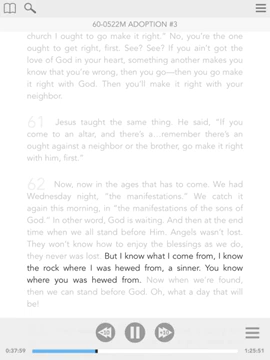 60-0522M ADOPTION #3
church I ought to go make it right." No, you're the one
ought to get right, first. See? See? If you ain't got the
love of God in your heart, something another makes you
know that you're wrong, then you go—then you go make
it right with God. Then you'll make it right with your
neighbor.
61 Jesus taught the same thing. He said, "If you
come to an altar, and there's a...remember there's an
ought against a neighbor or the brother, go make it right
with him, first."
62 Now, now in the ages that has to come. We had
Wednesday night, "the manifestations." We catch it
again this morning, in "the manifestations of the sons of
God." In other word, God is waiting. And then at the end
time when we all stand before Him. Angels wasn't lost.
They won't know how to enjoy the blessings as we do,
they never was lost. But I know what I come from, I know
the rock where I was hewed from, a sinner. You know
where you was hewed from. Now when we're found,
then we can stand before God. Oh, what a day that will
be!
0:37:59
1:25:51